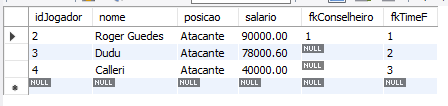 idJogador nome posicao salario fkConselheiro fkTimeF
2 Roger Guedes Atacante 90000.00 1 1
3 Dudu Atacante 78000.60 NULL 2
4 Calleri Atacante 40000.00 NULL 3
NULL NULL NULL NULL NULL NULL